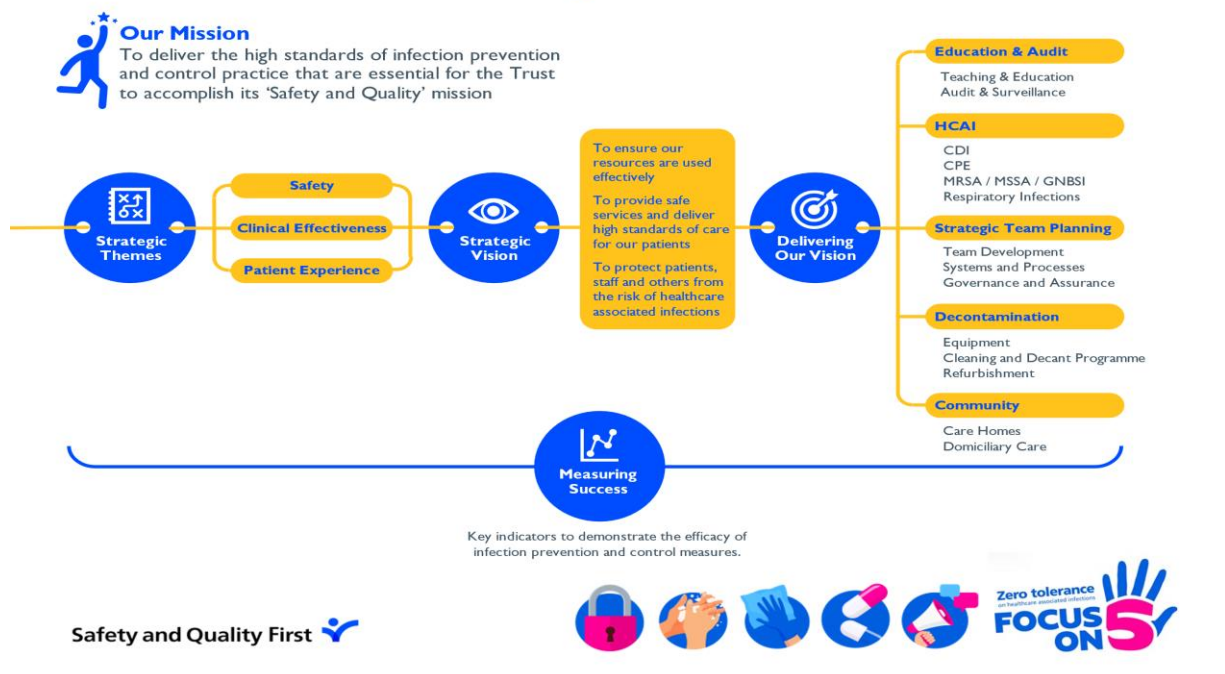 Our Mission
To deliver the high standards of infection prevention
and control practice that are essential for the Trust
to accomplish its ‘Safety and Quality’ mission
Strategic
Themes
Safety
Clinical Effectiveness
Patient Experience
Strategic
Vision
To ensure our
resources are used
effectively
To provide safe
services and deliver
high standards of care
for our patients
To protect patients,
staff and others from
the risk of healthcare
associated infections
Delivering
Our Vision
Education & Audit
Teaching & Education
Audit & Surveillance
HCAI
CDI
CPE
MRSA / MSSA / GNBSI
Respiratory Infections
Strategic Team Planning
Team Development
Systems and Processes
Governance and Assurance
Decontamination
Equipment
Cleaning and Decant Programme
Refurbishment
Community
Care Homes
Domiciliary Care
Measuring
Success
Key indicators to demonstrate the efficacy of
infection prevention and control measures.
Safety and Quality First
Zero tolerance
on healthcare associated infections
FOCUS
ON 5